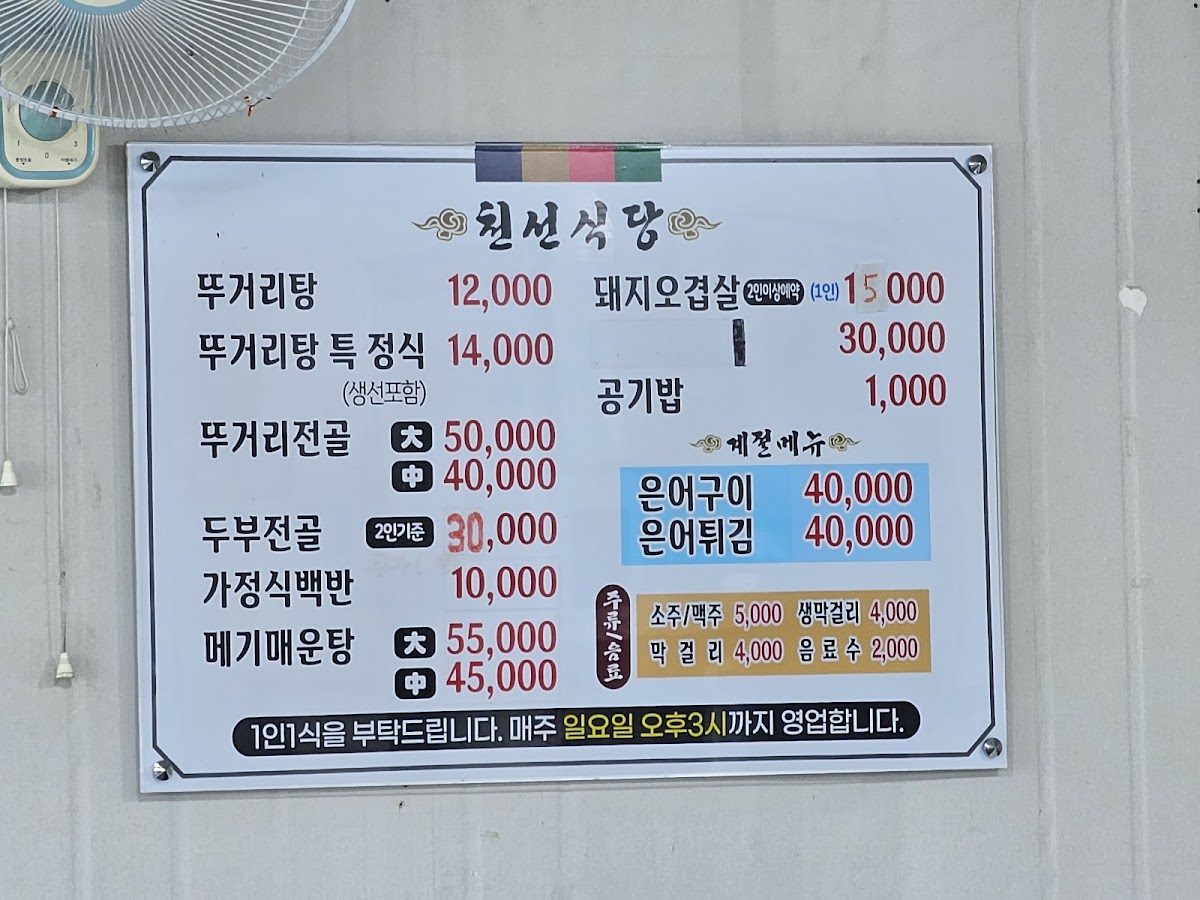 천선식당
뚜거리탕 12,000
뚜거리탕 특 정식 14,000
(생선포함)
뚜거리전골 大 50,000
中 40,000
두부전골 2인기준 30,000
가정식백반 10,000
메기매운탕 大 55,000
中 45,000
돼지오겹살 2인이상예약 (1인) 15000
30,000
공기밥 1,000
계절메뉴
은어구이 40,000
은어튀김 40,000
주류/음료
소주/맥주 5,000 생막걸리 4,000
막걸리 4,000 음료수 2,000
1인1식을 부탁드립니다. 매주 일요일 오후3시까지 영업합니다.